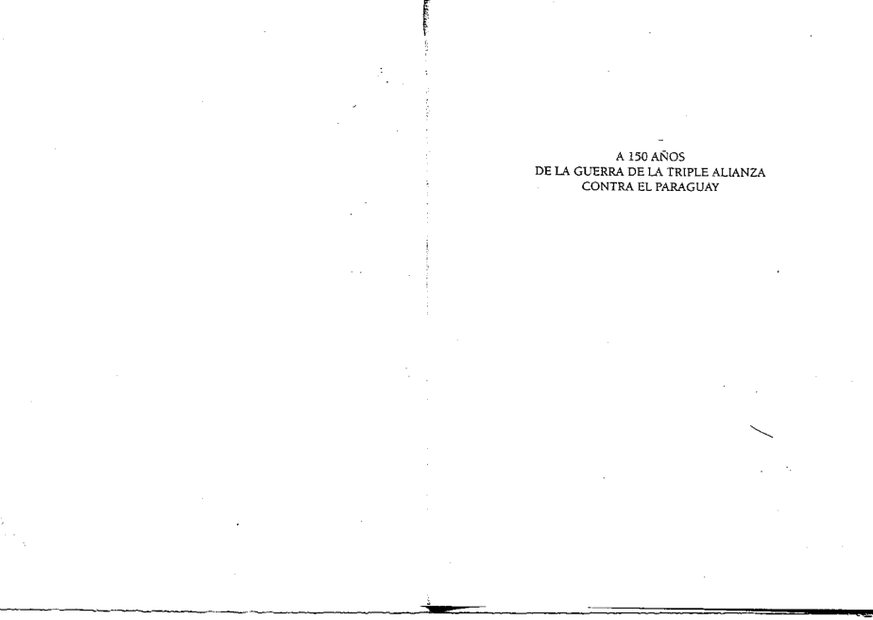 A 150 AÑOS
DE LA GUERRA DE LA TRIPLE ALIANZA
CONTRA EL PARAGUAY